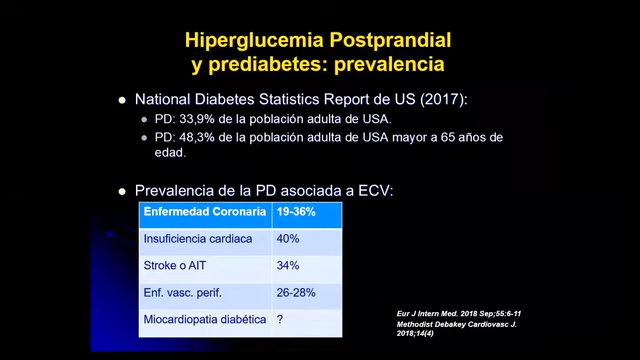 Hiperglucemia Postprandial
y prediabetes: prevalencia
National Diabetes Statistics Report de US (2017):
PD: 33,9% de la población adulta de USA.
PD: 48,3% de la población adulta de USA mayor a 65 años de
edad.
Prevalencia de la PD asociada a ECV:
Enfermedad Coronaria 19-36%
Insuficiencia cardiaca 40%
Stroke o AIT 34%
Enf. vasc. perif. 26-28%
Miocardiopatia diabética ?
Eur J Intern Med. 2018 Sep;55:6-11
Methodist Debakey Cardiovasc J.
2018;14(4)